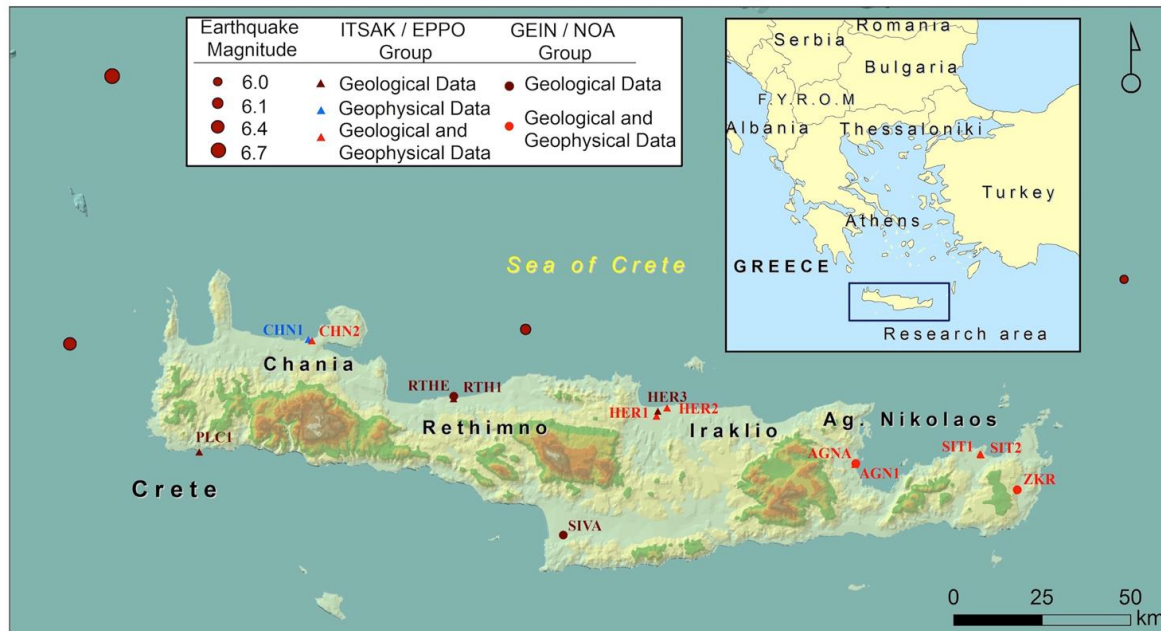 Earthquake
Magnitude
6.0
6.1
6.4
6.7
ITSAK / EPPO
Group
Geological Data
Geophysical Data
Geological and
Geophysical Data
GEIN / NOA
Group
Geological Data
Geological and
Geophysical Data
Romania
Serbia
Bulgaria
F.Y.R.O.M
Albania
Thessaloniki
Turkey
Athens
GREECE
Research area
Sea of Crete
CHN1
CHN2
Chania
RTHE
RTH1
Rethimno
HER3
HER1
HER2
Iraklio
Ag. Nikolaos
AGNA
AGN1
SIT1
SIT2
ZKR
PLC1
Crete
SIVA
0 25 50
km